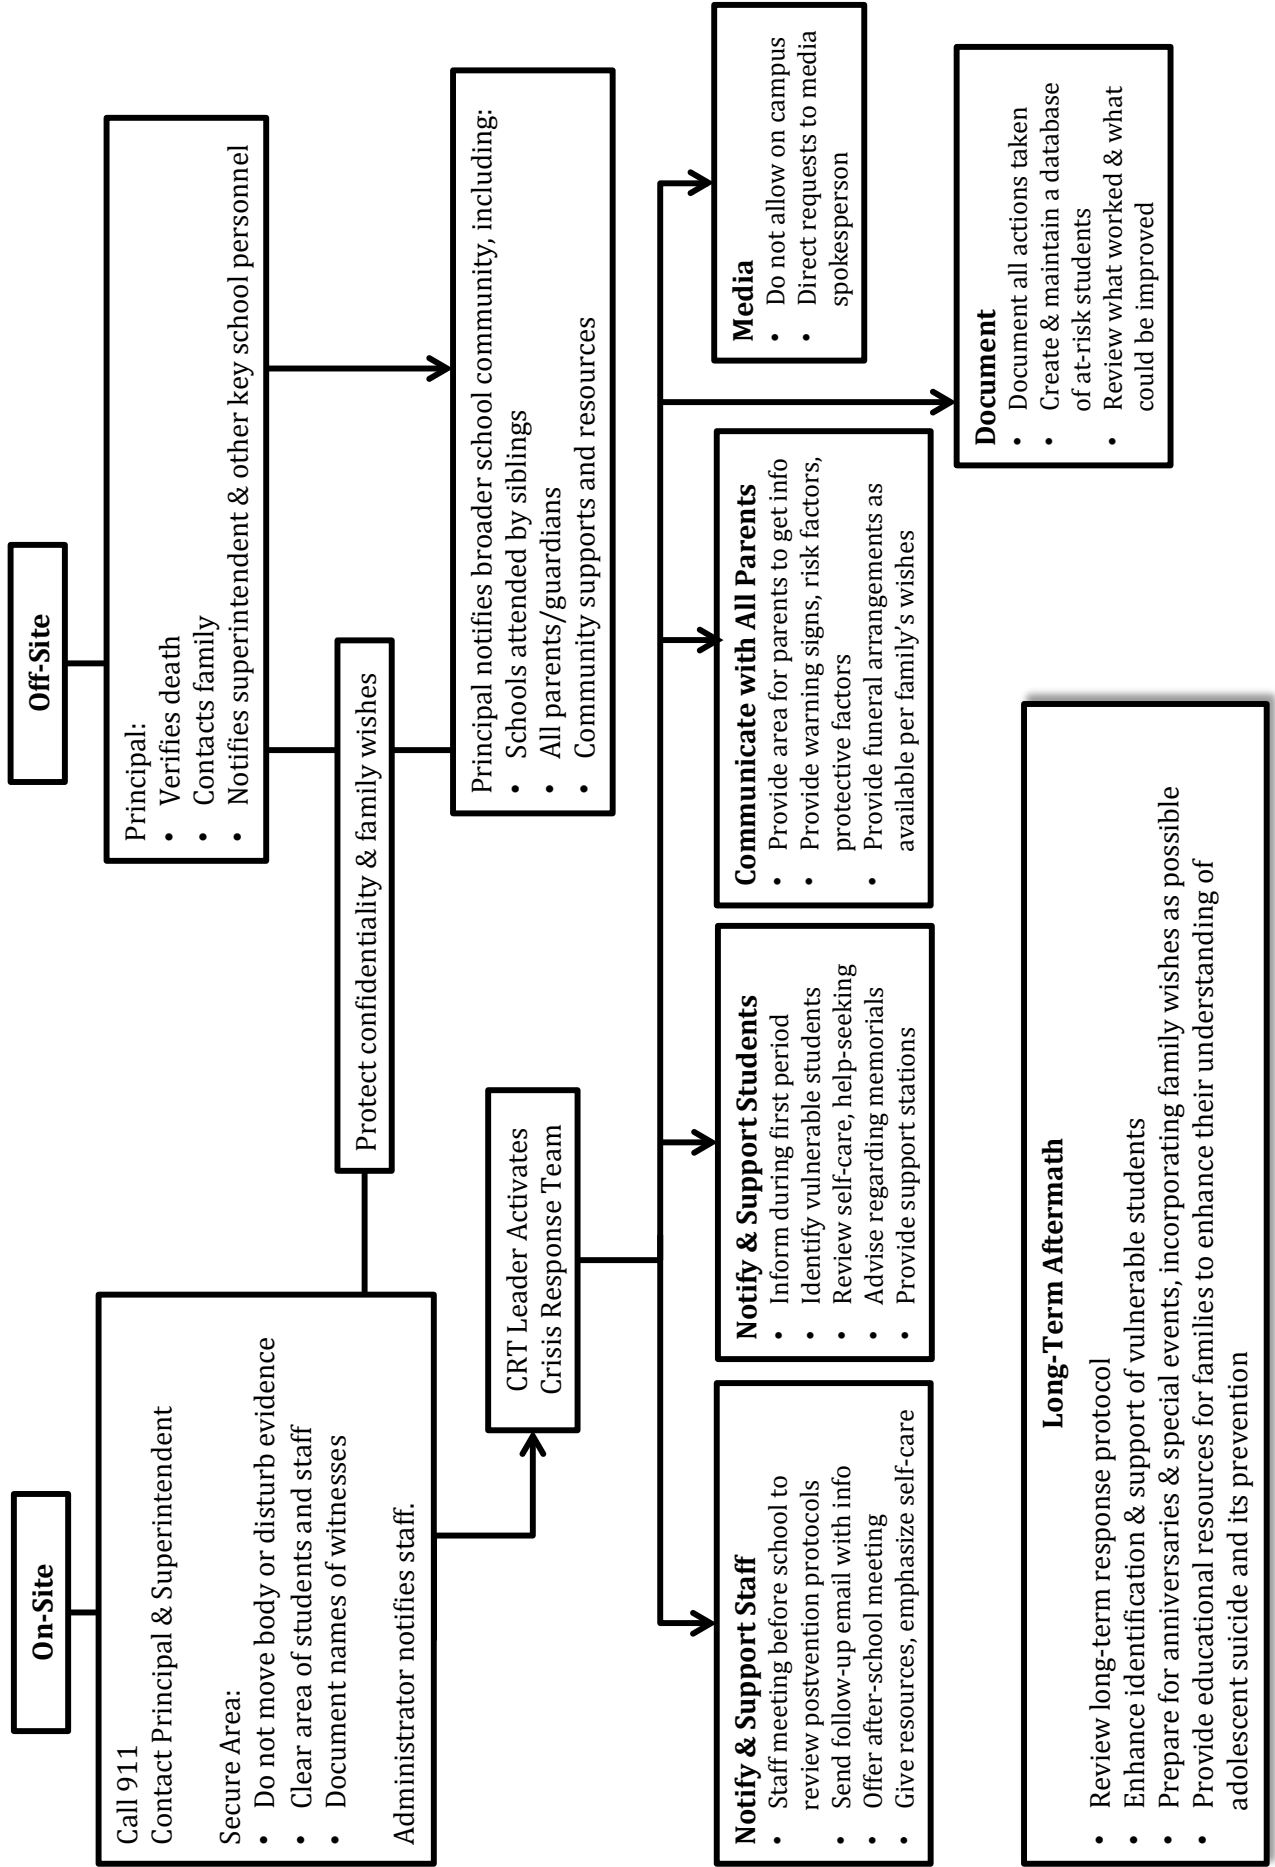 On-Site
Call 911
Contact Principal & Superintendent
Secure Area:
• Do not move body or disturb evidence
• Clear area of students and staff
• Document names of witnesses
Administrator notifies staff.
Off-Site
Principal:
• Verifies death
• Contacts family
• Notifies superintendent & other key school personnel
Protect confidentiality & family wishes
Principal notifies broader school community, including:
• Schools attended by siblings
• All parents/guardians
• Community supports and resources
CRT Leader Activates
Crisis Response Team
Notify & Support Staff
• Staff meeting before school to
review postvention protocols
• Send follow-up email with info
• Offer after-school meeting
• Give resources, emphasize self-care
Notify & Support Students
• Inform during first period
• Identify vulnerable students
• Review self-care, help-seeking
• Advise regarding memorials
• Provide support stations
Communicate with All Parents
• Provide area for parents to get info
• Provide warning signs, risk factors,
protective factors
• Provide funeral arrangements as
available per family's wishes
Media
• Do not allow on campus
• Direct requests to media
spokesperson
Document
• Document all actions taken
• Create & maintain a database
of at-risk students
• Review what worked & what
could be improved
Long-Term Aftermath
• Review long-term response protocol
• Enhance identification & support of vulnerable students
• Prepare for anniversaries & special events, incorporating family wishes as possible
• Provide educational resources for families to enhance their understanding of
adolescent suicide and its prevention